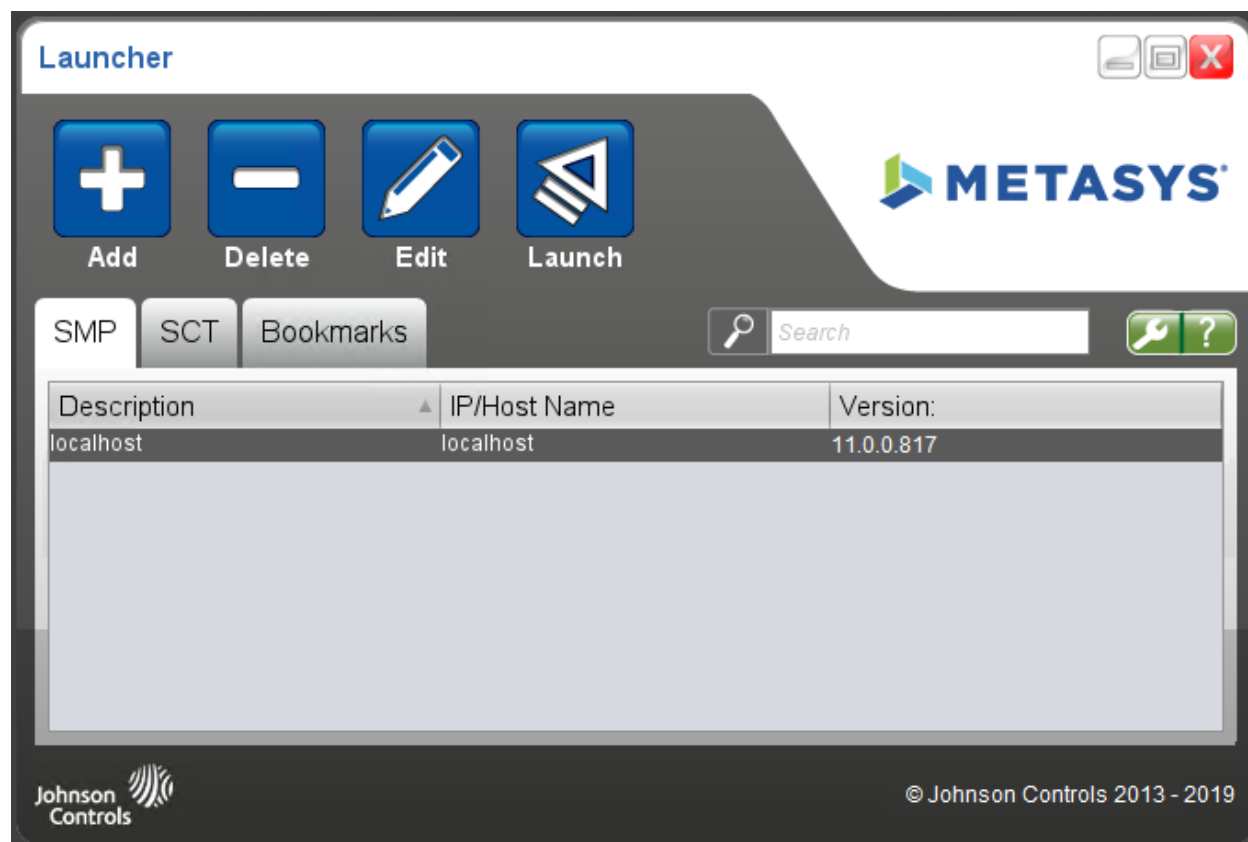 Launcher
METASYS®
Add Delete Edit Launch
SMP SCT Bookmarks Search ?
Description IP/Host Name Version:
localhost localhost 11.0.0.817
Johnson
Controls
© Johnson Controls 2013 - 2019